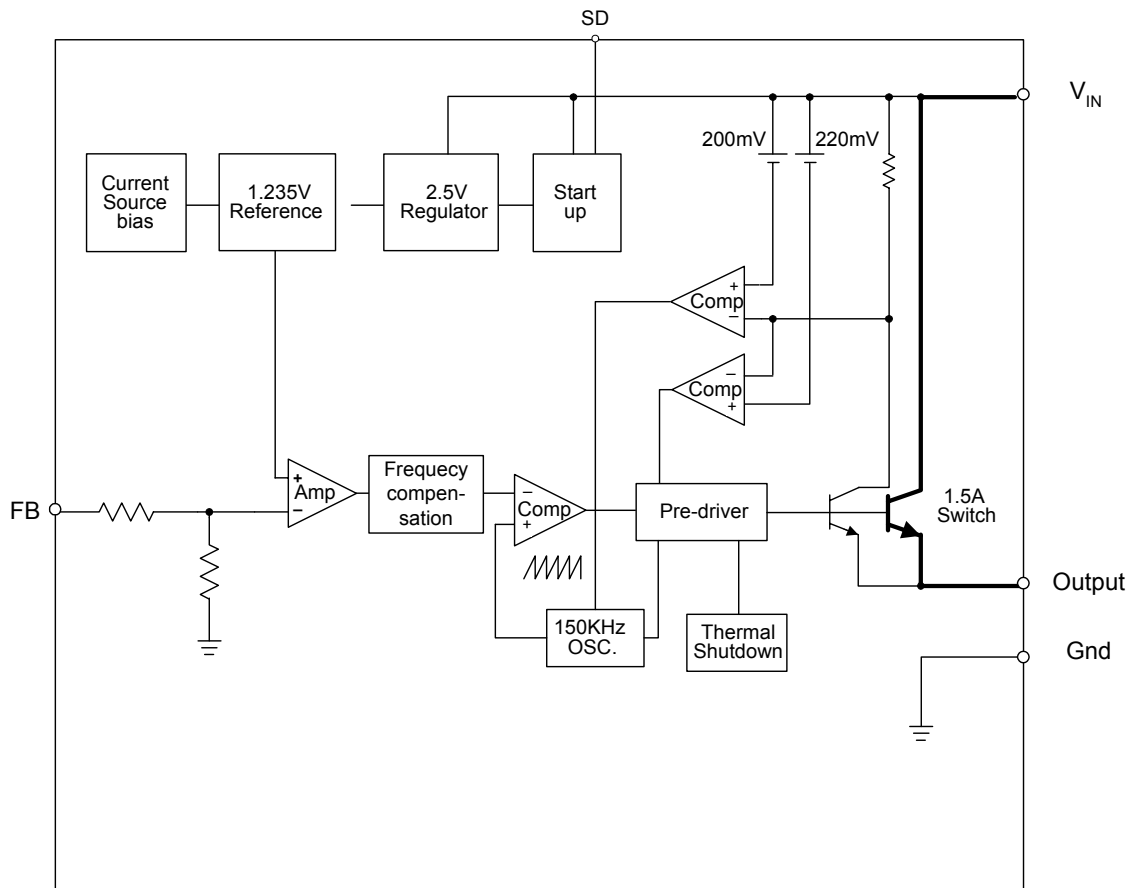 SD
V_IN
200mV
220mV
Current
Source
bias
1.235V
Reference
2.5V
Regulator
Start
up
+
Comp
−
−
Comp
+
+
Amp
−
Frequecy
compen-
sation
−
Comp
+
Pre-driver
1.5A
Switch
FB
Output
150KHz
OSC.
Thermal
Shutdown
Gnd